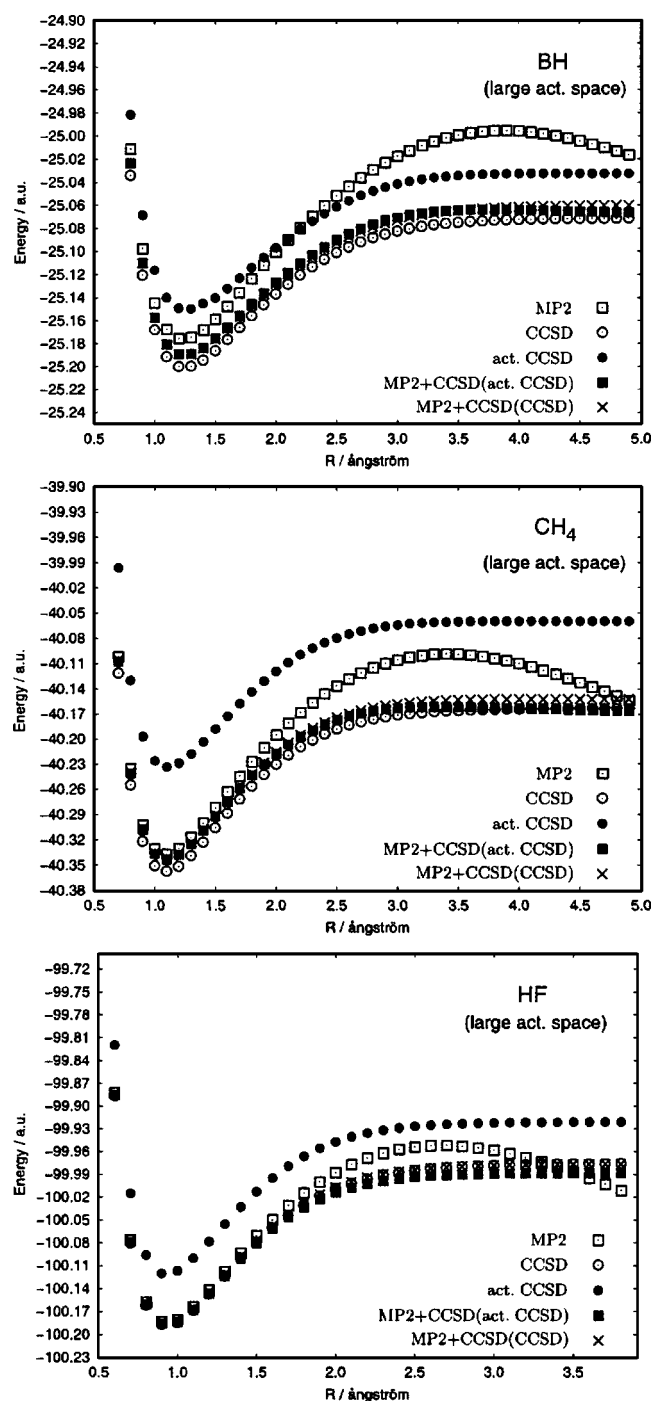 −24.90
−24.93
−24.96
−24.98
−25.01
−25.02
−25.04
−25.06
−25.08
−25.12
−25.14
−25.16
−25.18
−25.20
−25.24
Energy / a.u.
BH
(large act. space)
MP2
CCSD
act. CCSD
MP2+CCSD(act. CCSD)
MP2+CCSD(CCSD)
0.5 1.0 1.5 2.0 2.5 3.0 3.5 4.0 4.5 5.0
R / ångström
−39.90
−39.93
−39.96
−39.99
−40.02
−40.05
−40.08
−40.11
−40.14
−40.17
−40.20
−40.23
−40.26
−40.29
−40.32
−40.35
−40.38
Energy / a.u.
CH4
(large act. space)
MP2
CCSD
act. CCSD
MP2+CCSD(act. CCSD)
MP2+CCSD(CCSD)
0.5 1.0 1.5 2.0 2.5 3.0 3.5 4.0 4.5 5.0
R / ångström
−99.72
−99.75
−99.78
−99.81
−99.84
−99.87
−99.90
−99.93
−99.96
−99.99
−100.02
−100.05
−100.08
−100.11
−100.14
−100.17
−100.20
−100.23
Energy / a.u.
HF
(large act. space)
MP2
CCSD
act. CCSD
MP2+CCSD(act. CCSD)
MP2+CCSD(CCSD)
0.5 1.0 1.5 2.0 2.5 3.0 3.5
R / ångström